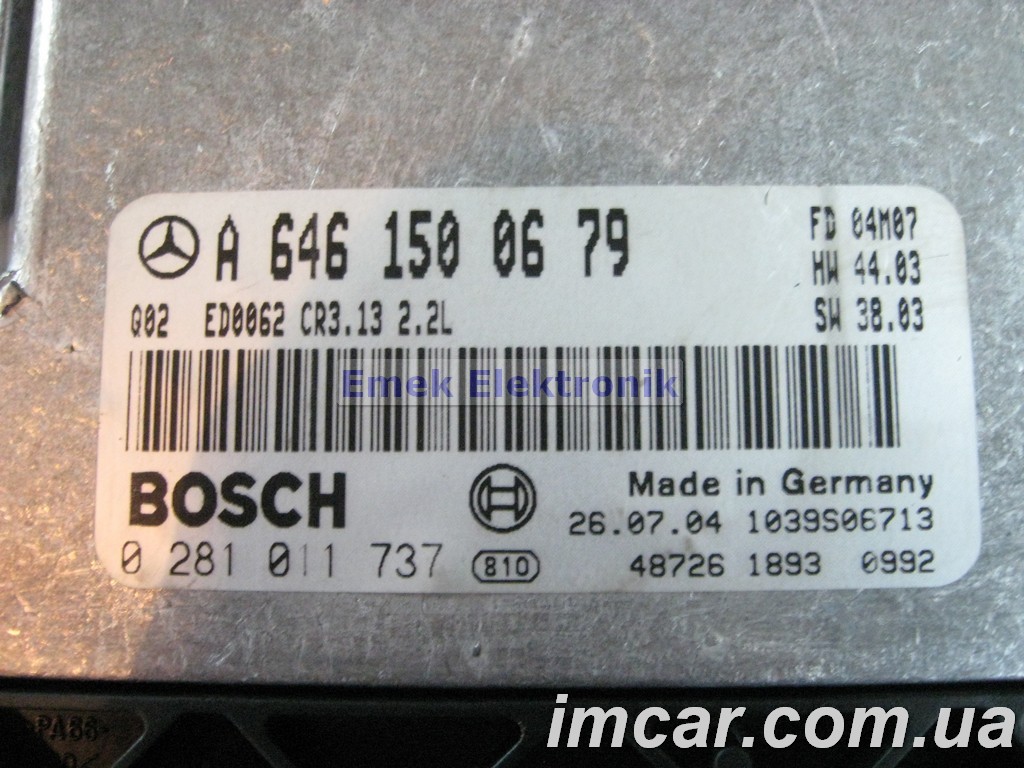 A 646 150 06 79
FD 04M07
HW 44.03
Q02 ED0062 CR3.13 2.2L
SW 38.03
Emek Elektronik
BOSCH
Made in Germany
26.07.04 1039S06713
0 281 011 737
810
48726 1893 0992
imcar.com.ua